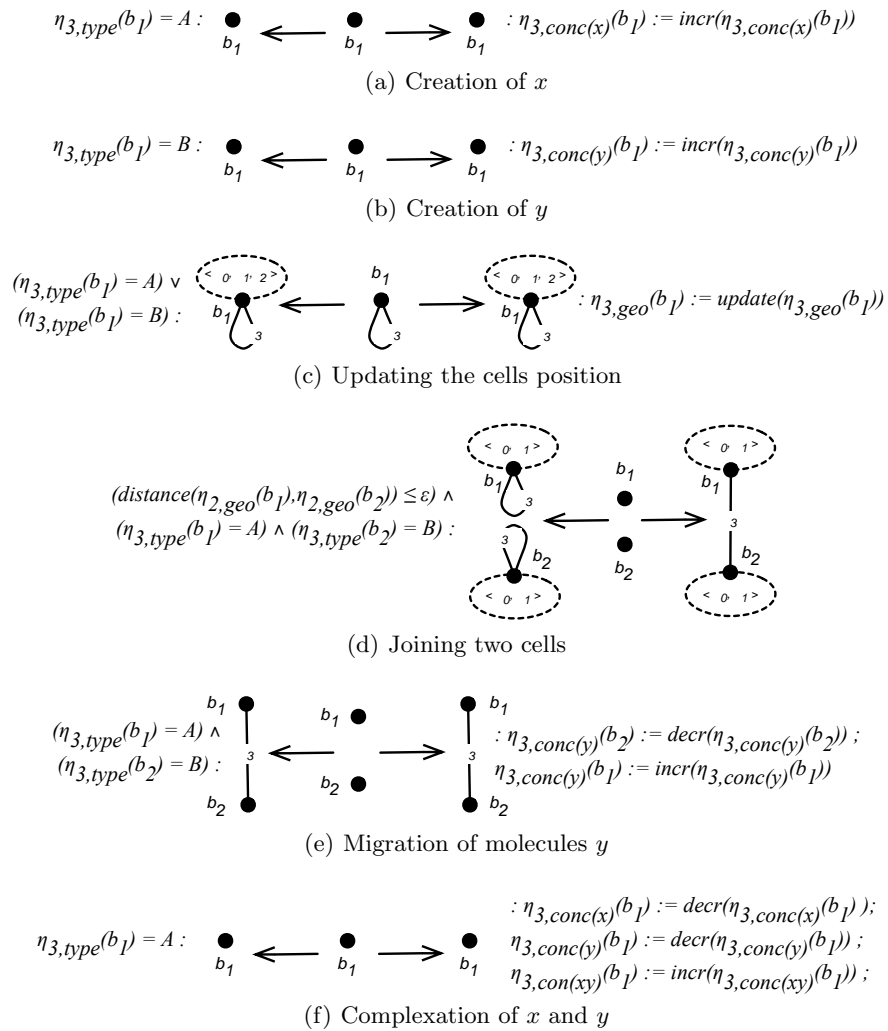 η3,type(b1) = A : b1 b1 b1 : η3,conc(x)(b1) := incr(η3,conc(x)(b1))
(a) Creation of x
η3,type(b1) = B : b1 b1 b1 : η3,conc(y)(b1) := incr(η3,conc(y)(b1))
(b) Creation of y
< 0, 1, 2 > < 0, 1, 2 >
(η3,type(b1) = A) ∨ b1
(η3,type(b1) = B) : b1 3 3 b1 3 : η3,geo(b1) := update(η3,geo(b1))
(c) Updating the cells position
< 0, 1 > < 0, 1 >
b1 b1 b1
(distance(η2,geo(b1),η2,geo(b2)) ≤ ε) ∧ 3
(η3,type(b1) = A) ∧ (η3,type(b2) = B) : 3 3
b2 b2 b2
< 0, 1 > < 0, 1 >
(d) Joining two cells
b1 b1 b1
(η3,type(b1) = A) ∧ : η3,conc(y)(b2) := decr(η3,conc(y)(b2)) ;
3 3
(η3,type(b2) = B) : η3,conc(y)(b1) := incr(η3,conc(y)(b1))
b2 b2 b2
(e) Migration of molecules y
: η3,conc(x)(b1) := decr(η3,conc(x)(b1) );
η3,type(b1) = A : b1 b1 b1 η3,conc(y)(b1) := decr(η3,conc(y)(b1)) ;
η3,con(xy)(b1) := incr(η3,conc(xy)(b1)) ;
(f) Complexation of x and y